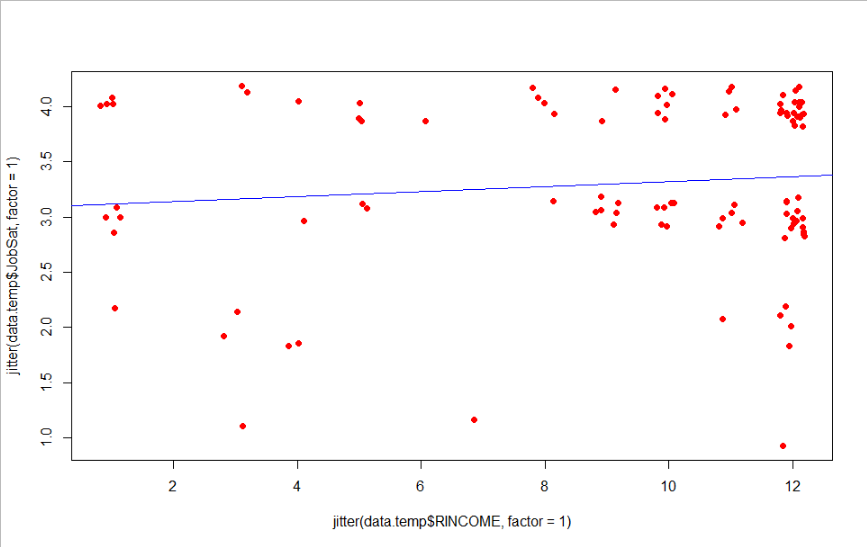 4.0
3.5
3.0
2.5
2.0
1.5
1.0
jitter(data.temp$JobSat, factor = 1)
2 4 6 8 10 12
jitter(data.temp$RINCOME, factor = 1)